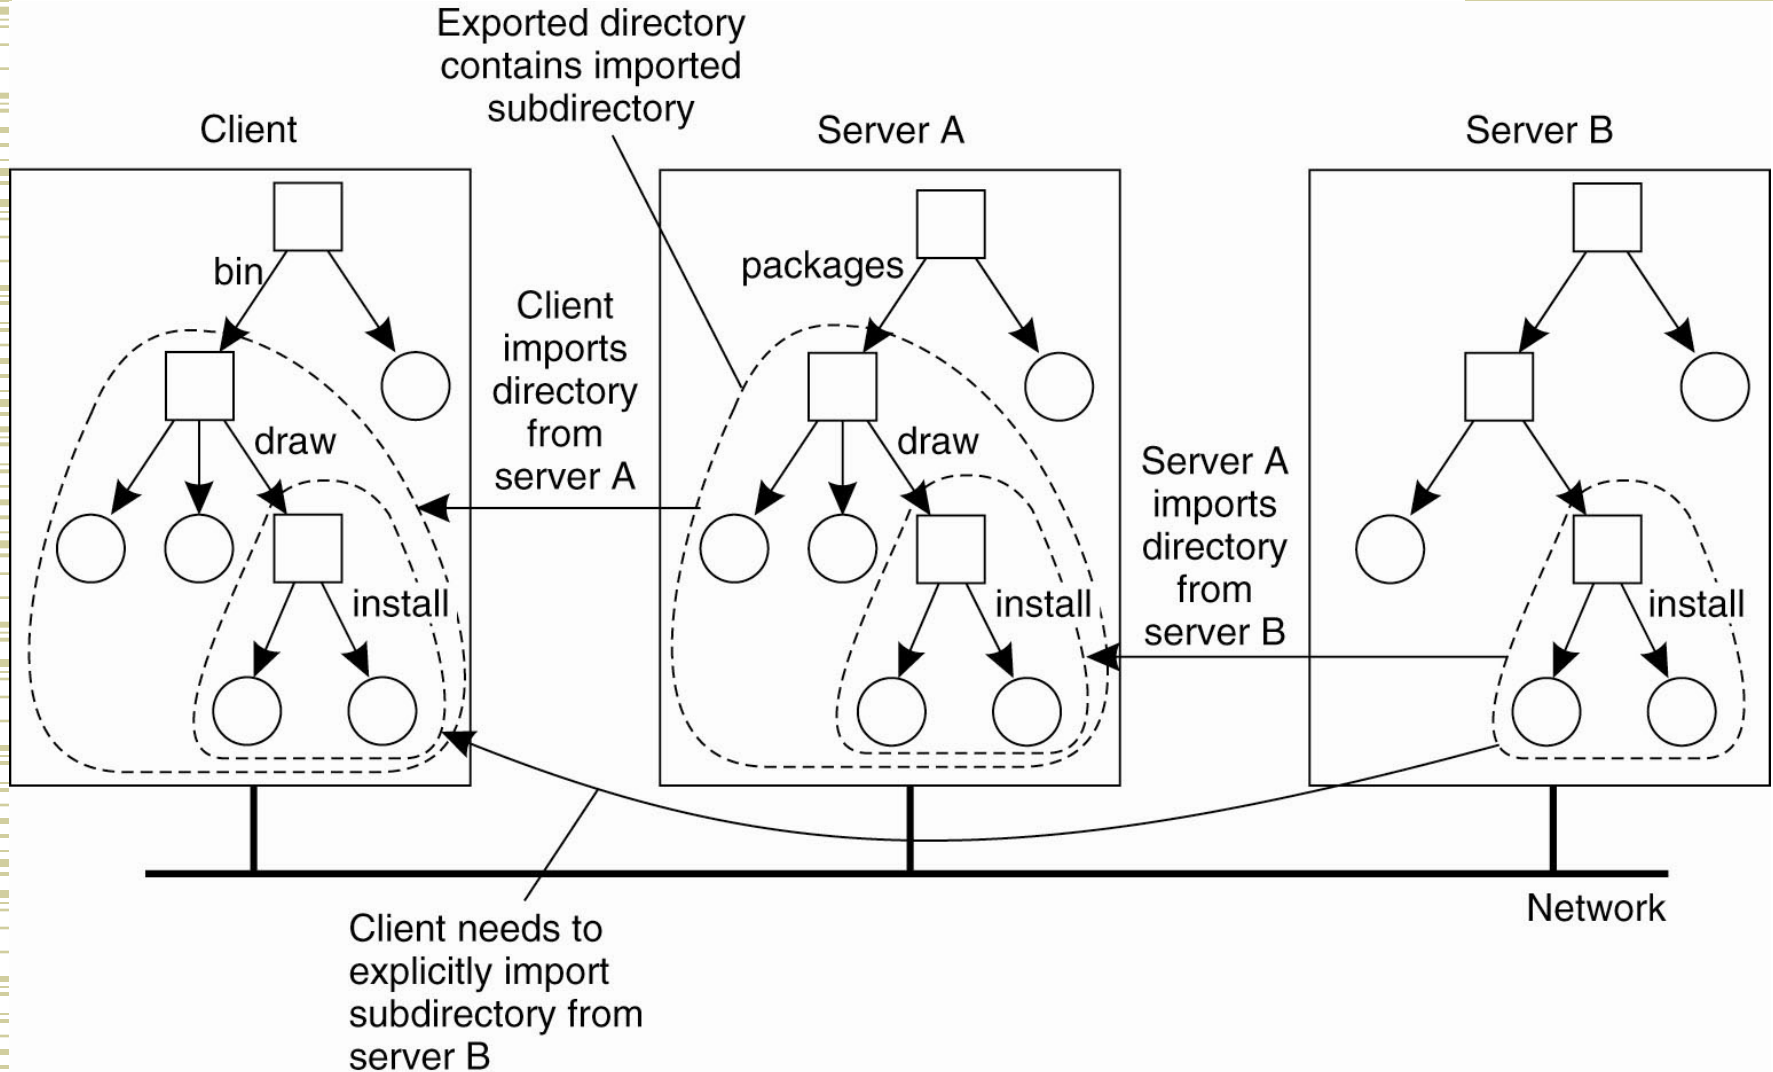 Exported directory
contains imported
subdirectory
Client
Server A
Server B
bin
packages
Client
imports
directory
from
server A
draw
draw
Server A
imports
directory
from
server B
install
install
install
Network
Client needs to
explicitly import
subdirectory from
server B